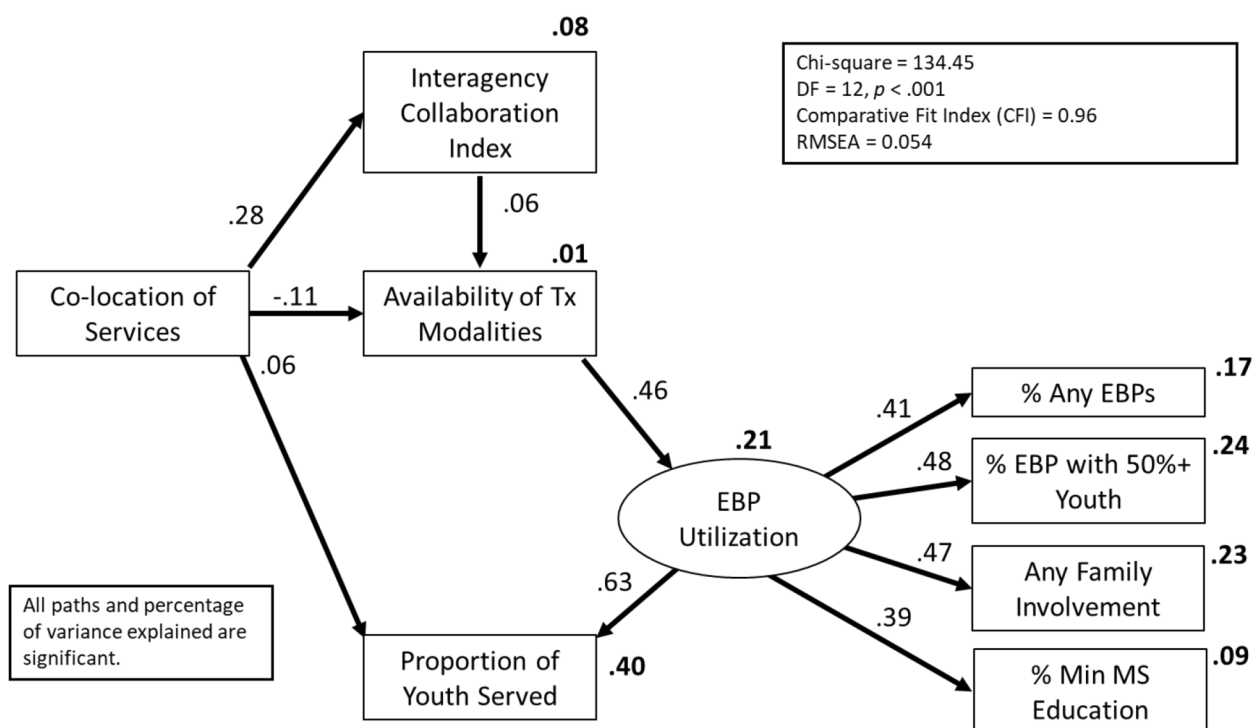 .08
Interagency
Collaboration
Index
Chi-square = 134.45
DF = 12, p < .001
Comparative Fit Index (CFI) = 0.96
RMSEA = 0.054
.28
.06
.01
Co-location of
Services
-.11
Availability of Tx
Modalities
.06
.46
.21
EBP
Utilization
.41
% Any EBPs
.17
.48
% EBP with 50%+
Youth
.24
.47
Any Family
Involvement
.23
.39
% Min MS
Education
.09
.63
Proportion of
Youth Served
.40
All paths and percentage
of variance explained are
significant.